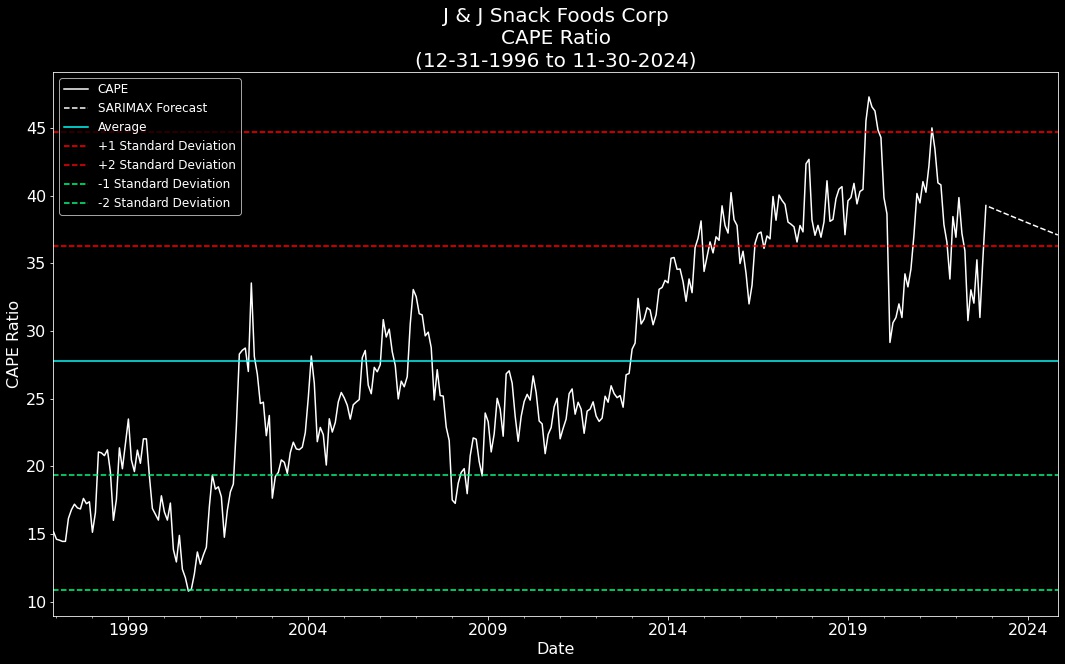 J & J Snack Foods Corp
CAPE Ratio
(12-31-1996 to 11-30-2024)
CAPE
SARIMAX Forecast
Average
+1 Standard Deviation
+2 Standard Deviation
-1 Standard Deviation
-2 Standard Deviation
CAPE Ratio
45
40
35
30
25
20
15
10
1999 2004 2009 2014 2019 2024
Date